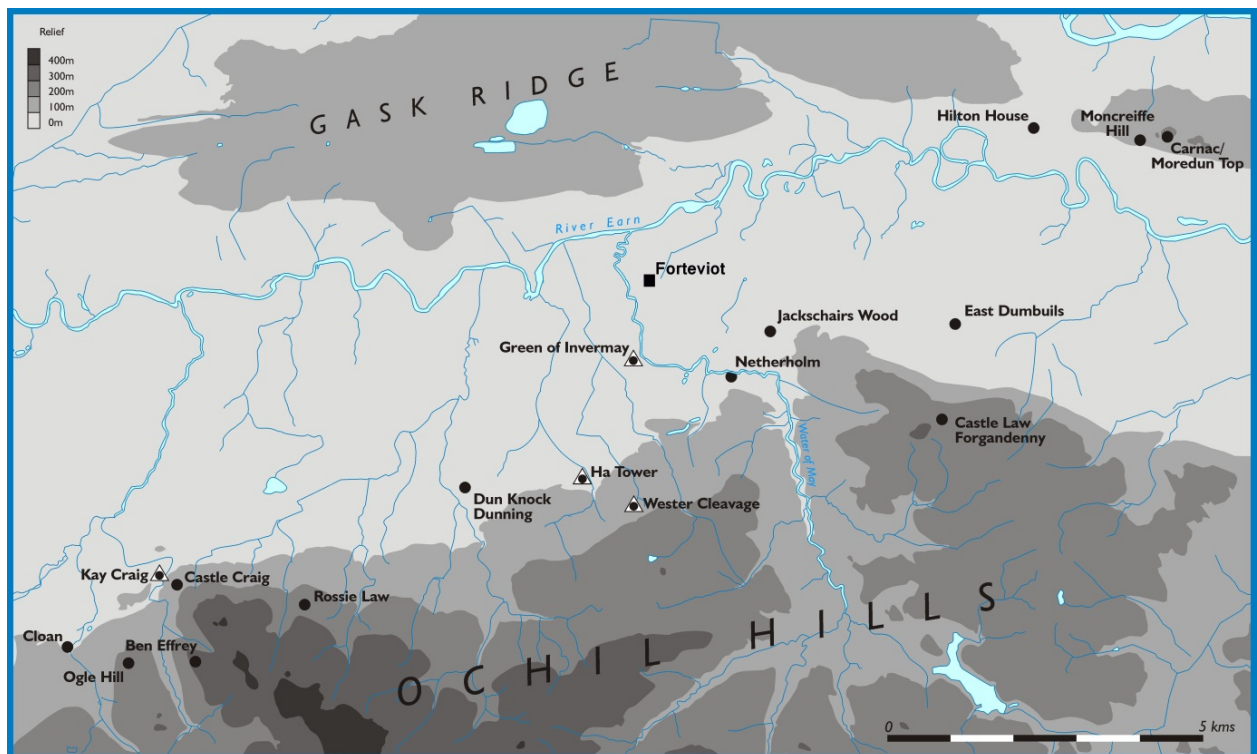 Relief
400m
300m
200m
100m
0m
GASK RIDGE
Hilton House
Moncreiffe
Hill
Carnac/
Moredun Top
River Earn
Forteviot
Jackschairs Wood
East Dumbuils
Green of Invermay
Netherholm
Castle Law
Forgandenny
Water of May
Ha Tower
Dun Knock
Dunning
Wester Cleavage
Kay Craig
Castle Craig
Rossie Law
Cloan
Ben Effrey
Ogle Hill
OCHIL HILLS
0
5 kms